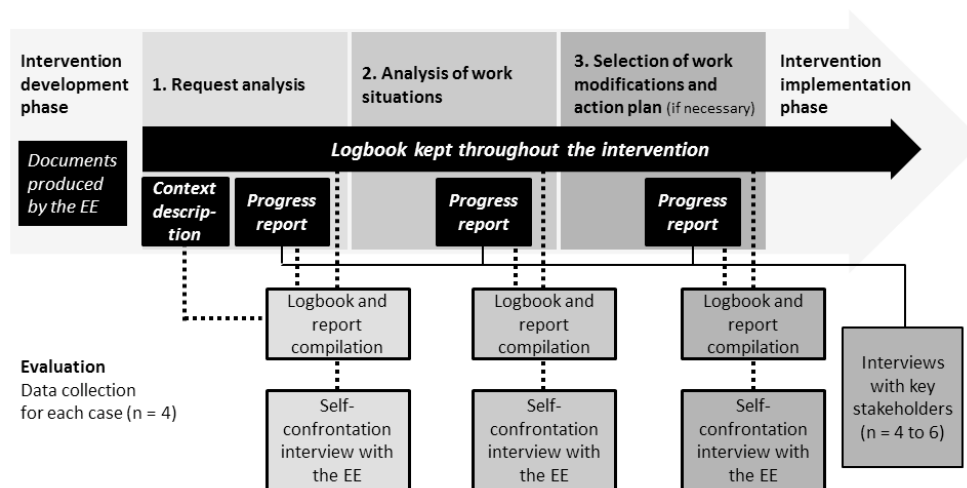 Intervention
development
phase
1. Request analysis
2. Analysis of work
situations
3. Selection of work
modifications and
action plan (if necessary)
Intervention
implementation
phase
Documents
produced
by the EE
Logbook kept throughout the intervention
Context
descrip-
tion
Progress
report
Progress
report
Progress
report
Logbook and
report
compilation
Logbook and
report
compilation
Logbook and
report
compilation
Interviews
with key
stakeholders
(n = 4 to 6)
Evaluation
Data collection
for each case (n = 4)
Self-
confrontation
interview with
the EE
Self-
confrontation
interview with
the EE
Self-
confrontation
interview with
the EE